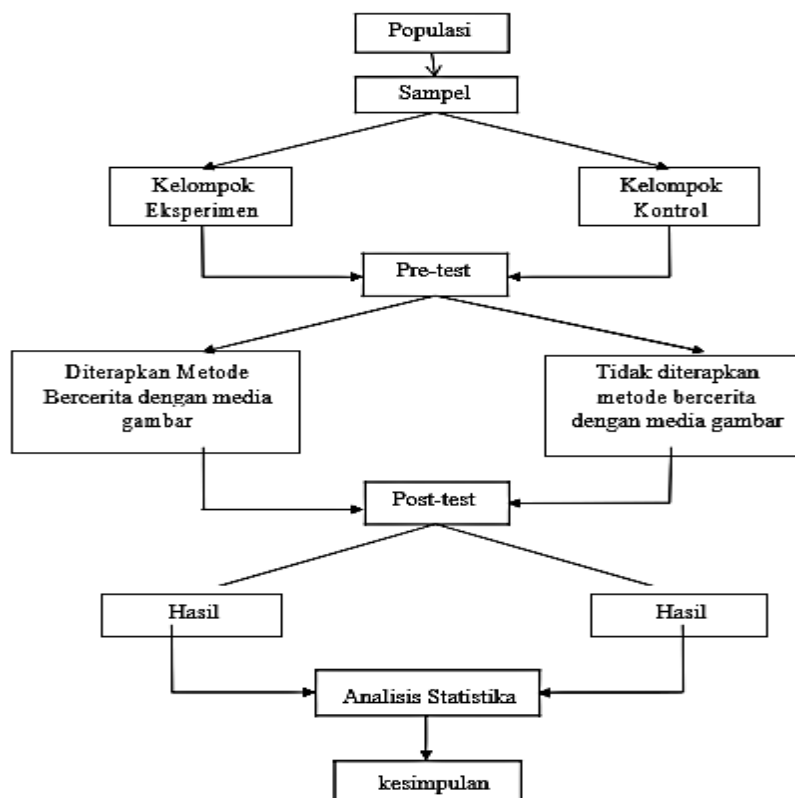 Populasi
Sampel
Kelompok
Eksperimen
Kelompok
Kontrol
Pre-test
Diterapkan Metode
Bercerita dengan media
gambar
Tidak diterapkan
metode bercerita
dengan media gambar
Post-test
Hasil
Hasil
Analisis Statistika
kesimpulan